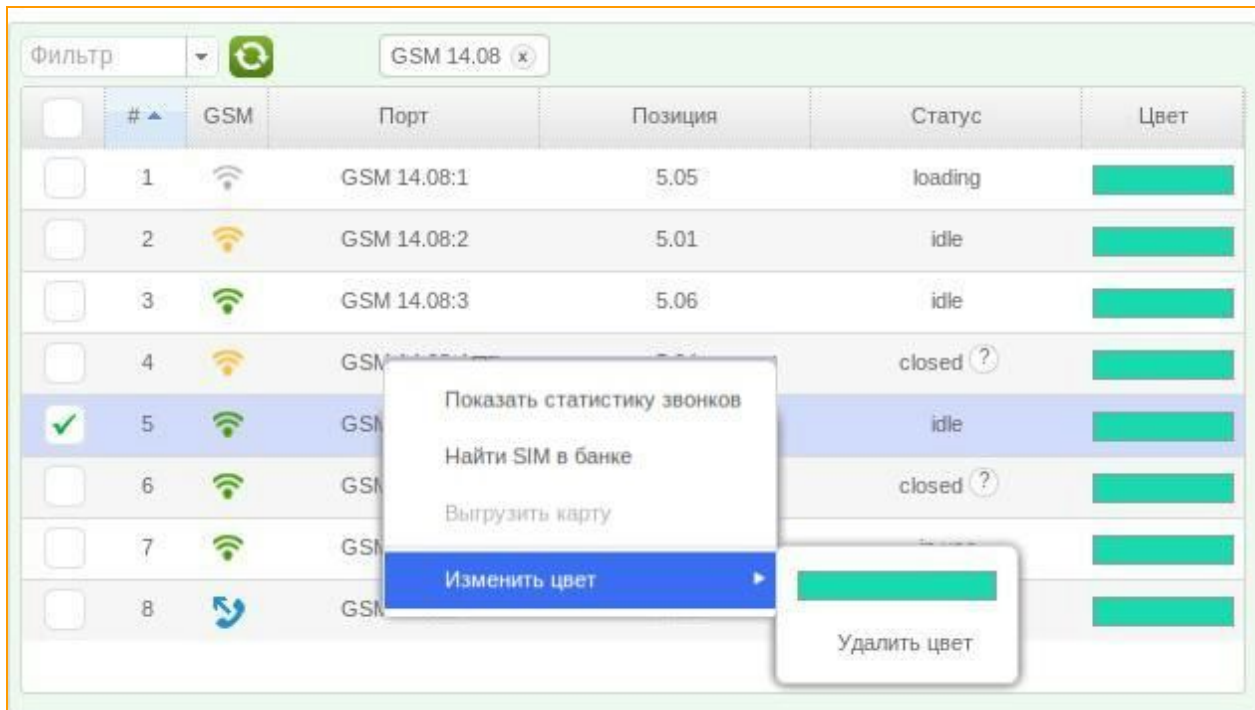 Фильтр GSM 14.08 x
# GSM Порт Позиция Статус Цвет
1 GSM 14.08:1 5.05 loading
2 GSM 14.08:2 5.01 idle
3 GSM 14.08:3 5.06 idle
4 closed ?
Показать статистику звонков
5 idle
Найти SIM в банке
6 closed ?
Выгрузить карту
7
Изменить цвет
8
Удалить цвет